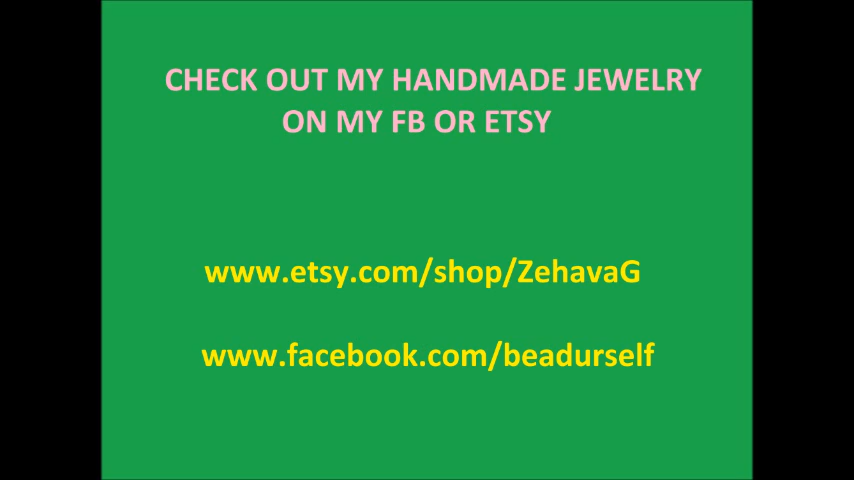 CHECK OUT MY HANDMADE JEWELRY
ON MY FB OR ETSY
www.etsy.com/shop/ZehavaG
www.facebook.com/beadurself